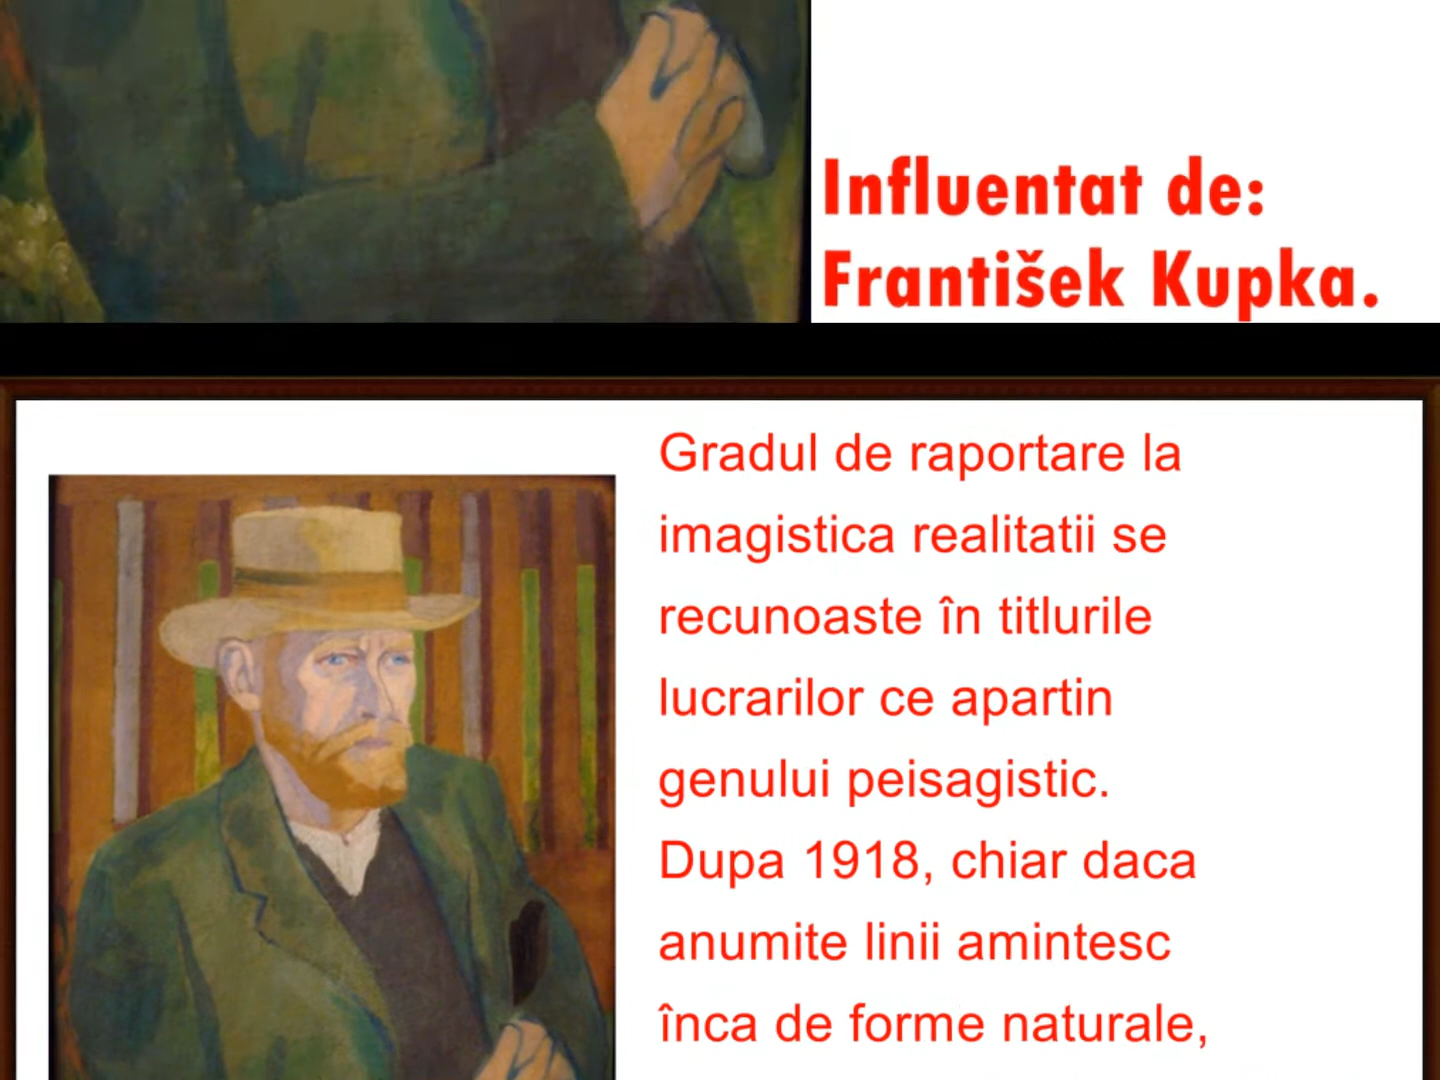 Influentat de:
František Kupka.
Gradul de raportare la
imagistica realitatii se
recunoaste în titlurile
lucrarilor ce apartin
genului peisagistic.
Dupa 1918, chiar daca
anumite linii amintesc
înca de forme naturale,